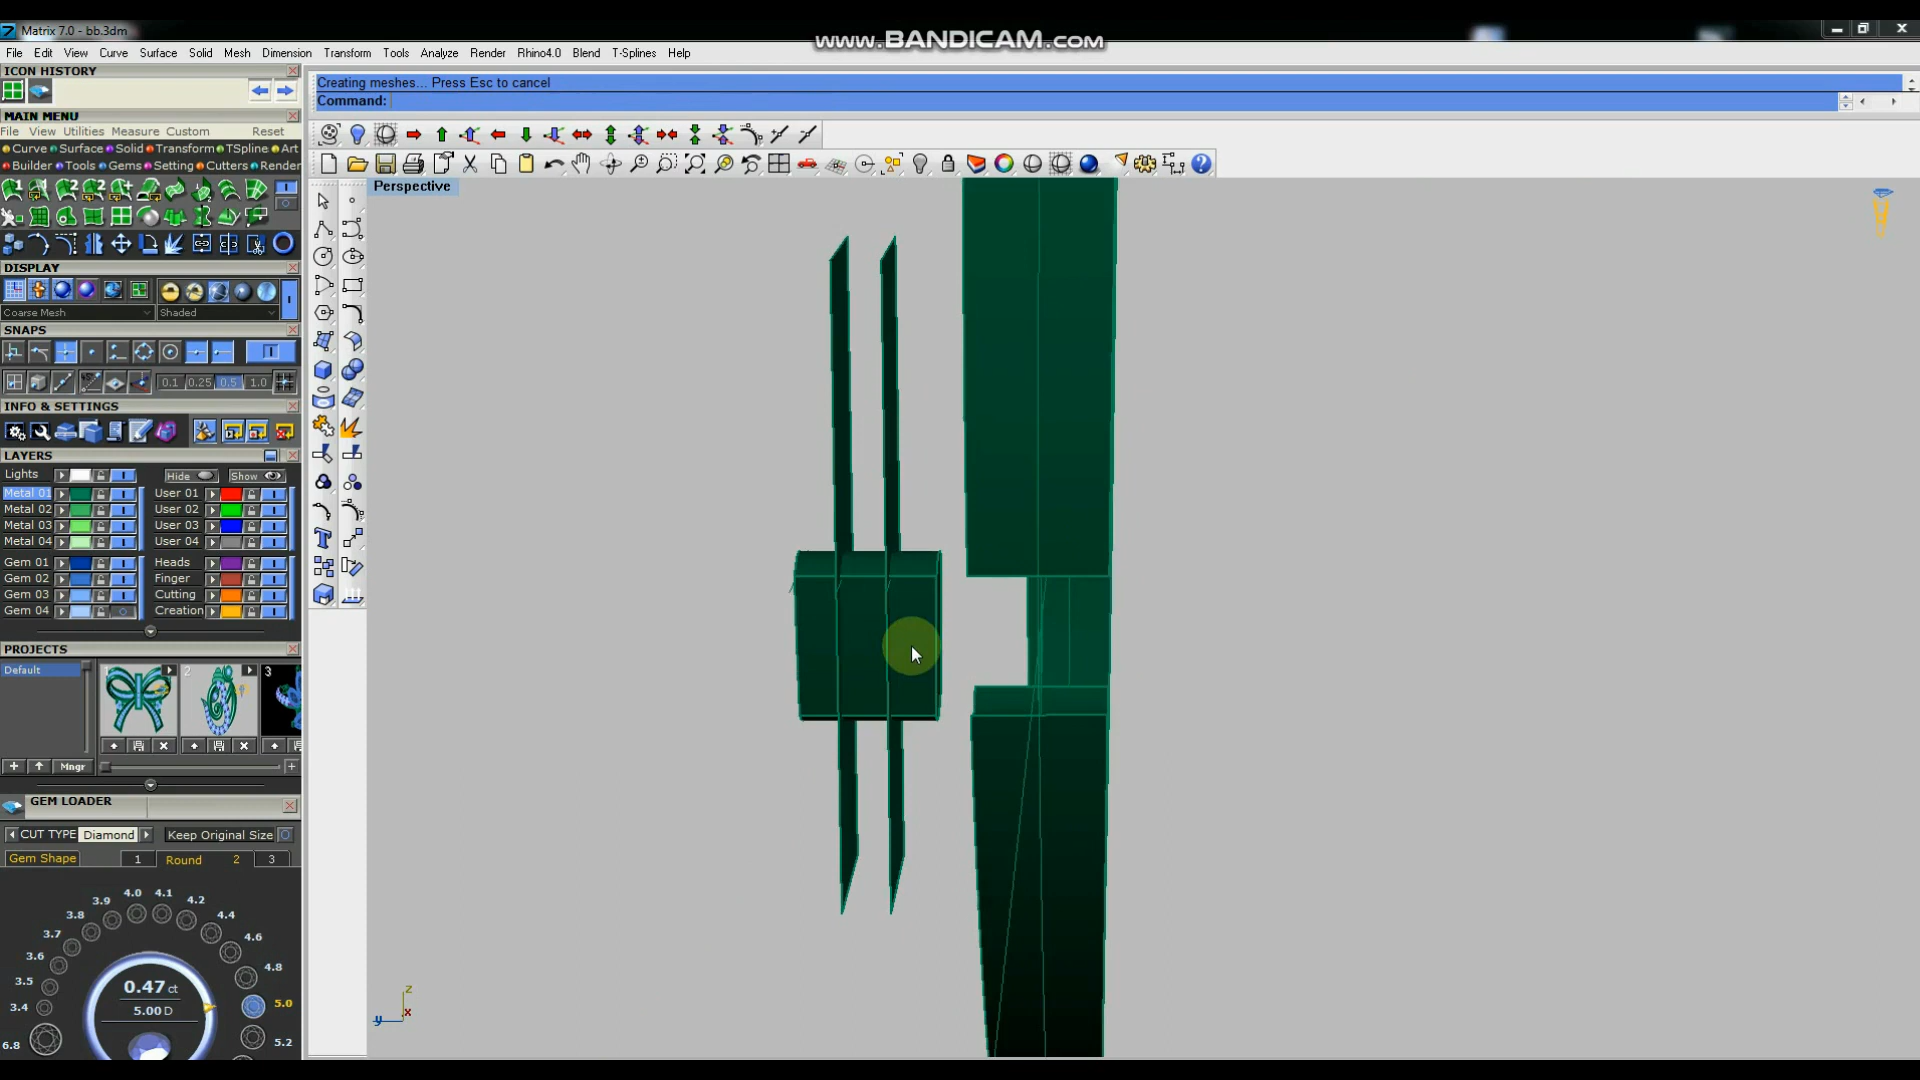 Matrix 7.0 - bb.3dm
www.BANDICAM.com
File Edit View Curve Surface Solid Mesh Dimension Transform Tools Analyze Render Rhino4.0 Blend T-Splines Help
ICON HISTORY
Creating meshes... Press Esc to cancel
Command:
MAIN MENU
File View Utilities Measure Custom Reset
Curve Surface Solid Transform TSpline Art
Builder Tools Gems Setting Cutters Render
Perspective
DISPLAY
Coarse Mesh Shaded
SNAPS
0.1 0.25 0.5 1.0
INFO & SETTINGS
LAYERS
Lights Hide Show
Metal 01 User 01
Metal 02 User 02
Metal 03 User 03
Metal 04 User 04
Gem 01 Heads
Gem 02 Finger
Gem 03 Cutting
Gem 04 Creation
PROJECTS
Default 2 3
Mngr
GEM LOADER
CUT TYPE Diamond Keep Original Size
Gem Shape 1 Round 2 3
4.0 4.1
3.9 4.2
3.8 4.4
3.7 4.6
3.6 4.8
3.5 0.47 ct 5.0
3.4 5.00 D
6.8 5.2
z
x
y